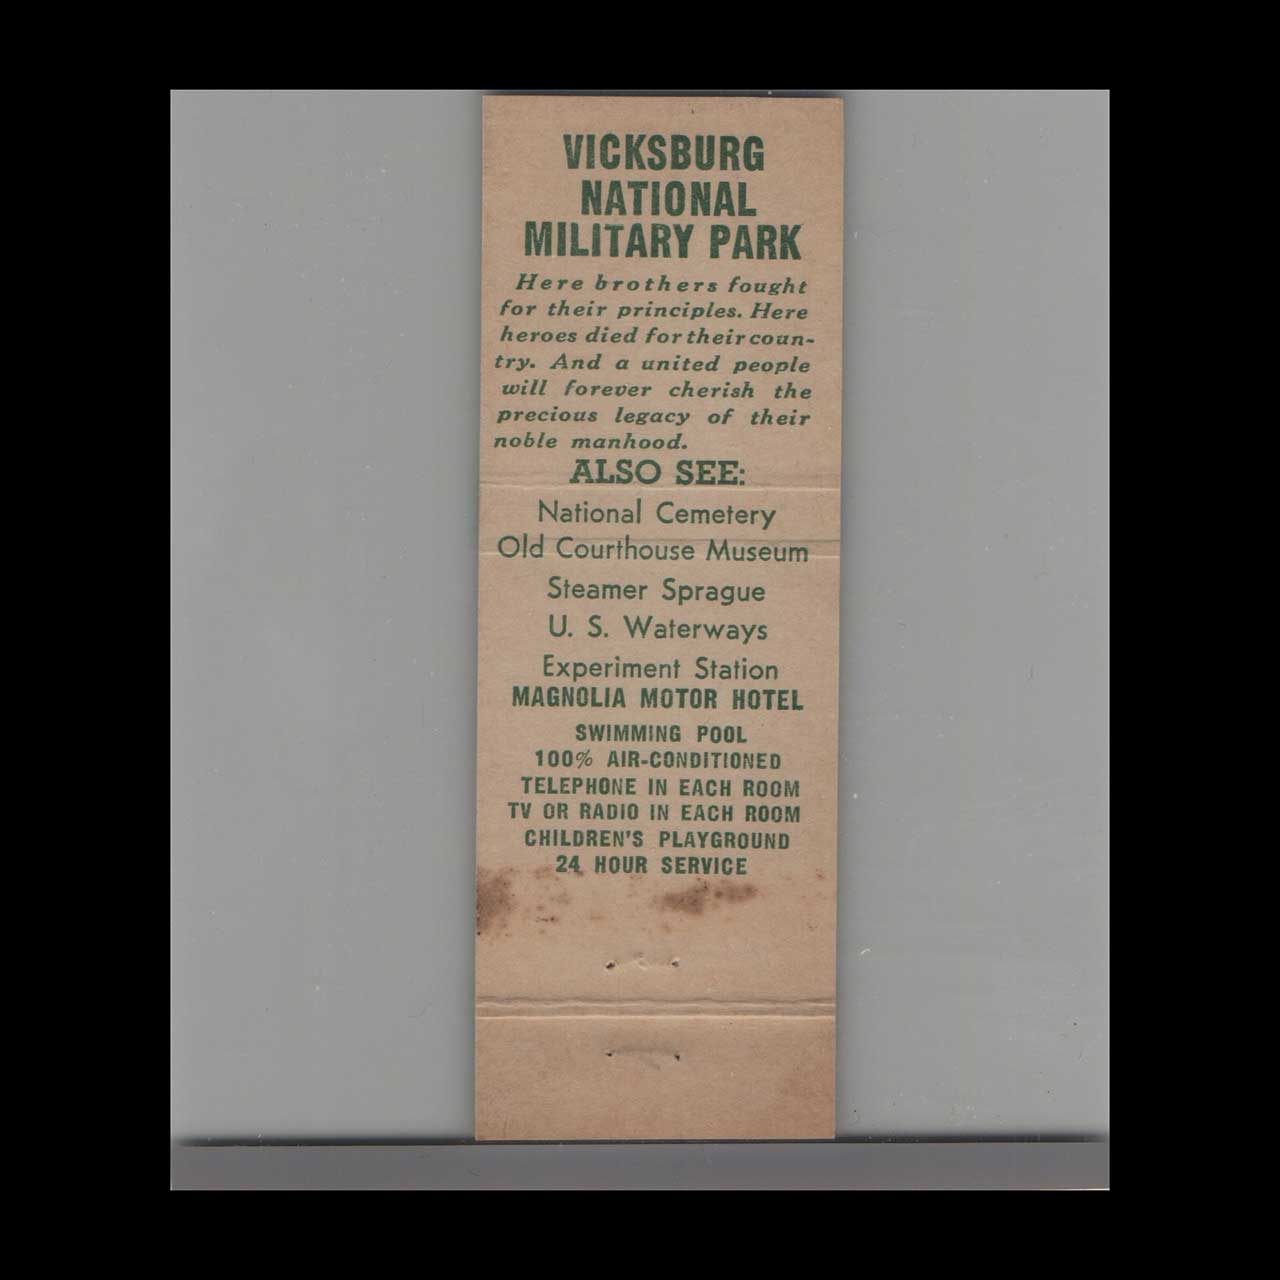 VICKSBURG
NATIONAL
MILITARY PARK
Here brothers fought
for their principles. Here
heroes died for their coun-
try. And a united people
will forever cherish the
precious legacy of their
noble manhood.
ALSO SEE:
National Cemetery
Old Courthouse Museum
Steamer Sprague
U. S. Waterways
Experiment Station
MAGNOLIA MOTOR HOTEL
SWIMMING POOL
100% AIR-CONDITIONED
TELEPHONE IN EACH ROOM
TV OR RADIO IN EACH ROOM
CHILDREN'S PLAYGROUND
24 HOUR SERVICE